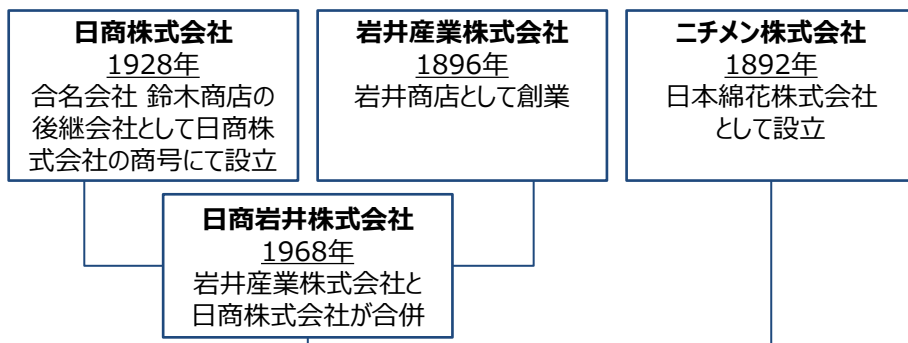 日商株式会社
1928年
合名会社 鈴木商店の
後継会社として日商株
式会社の商号にて設立
岩井産業株式会社
1896年
岩井商店として創業
ニチメン株式会社
1892年
日本綿花株式会社
として設立
日商岩井株式会社
1968年
岩井産業株式会社と
日商株式会社が合併